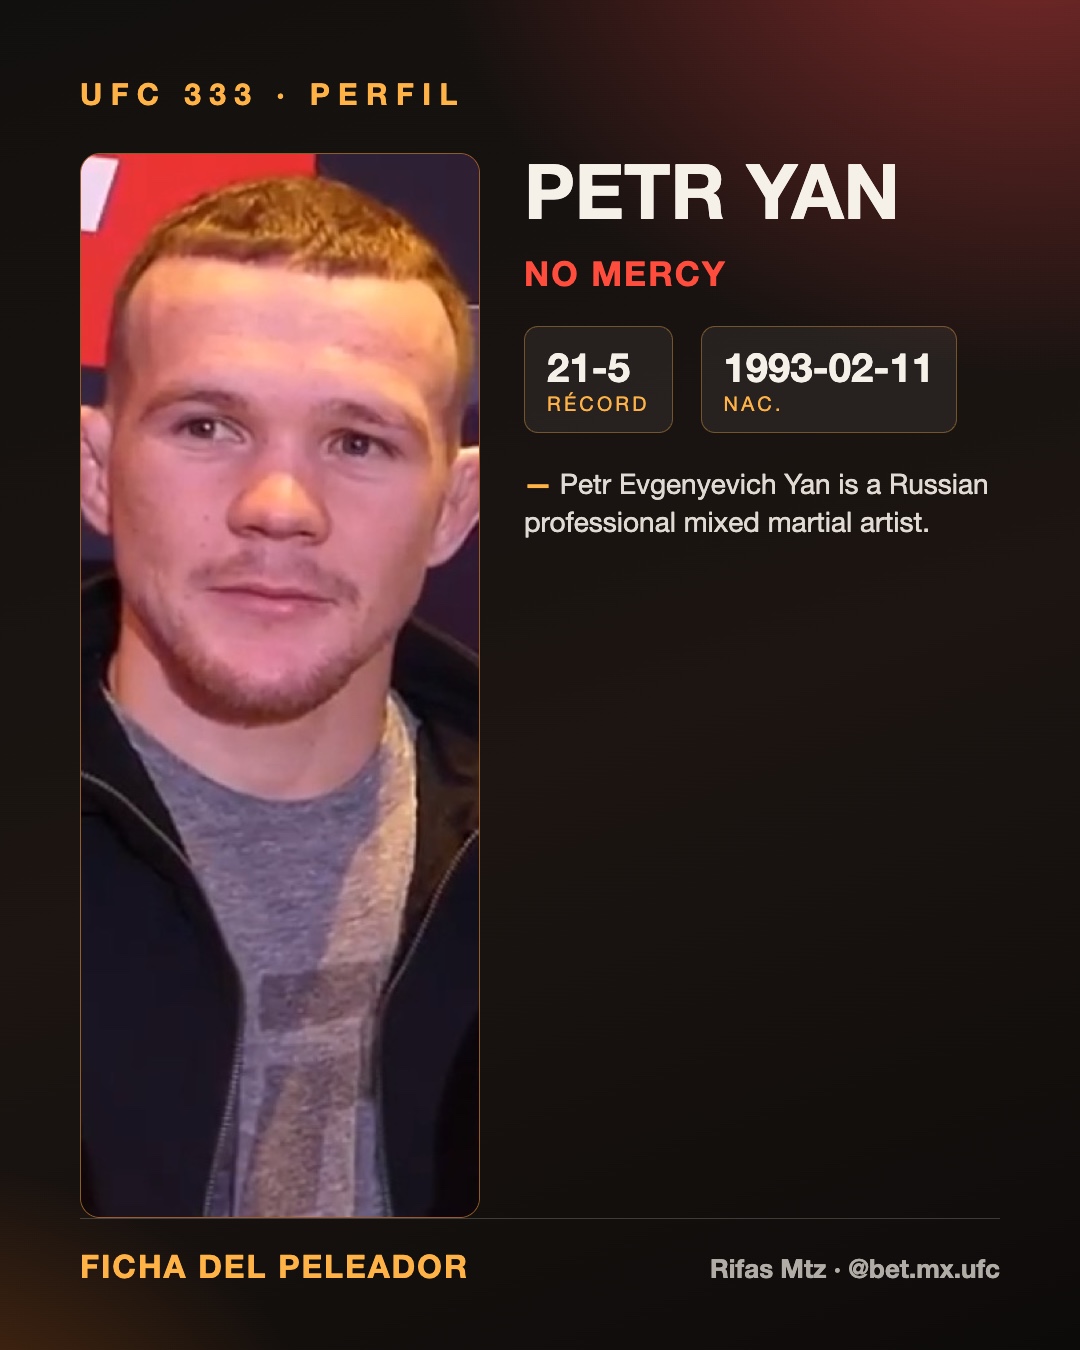 UFC 333 · PERFIL
PETR YAN
NO MERCY
21-5
RÉCORD
1993-02-11
NAC.
— Petr Evgenyevich Yan is a Russian
professional mixed martial artist.
FICHA DEL PELEADOR
Rifas Mtz · @bet.mx.ufc